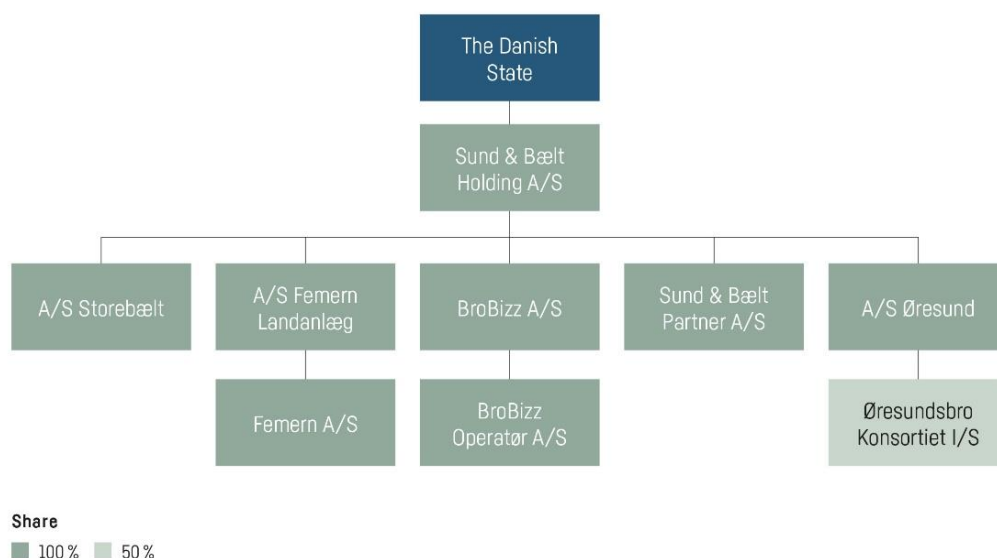 The Danish
State
Sund & Bælt
Holding A/S
A/S Storebælt
A/S Femern
Landanlæg
BroBizz A/S
Sund & Bælt
Partner A/S
A/S Øresund
Femern A/S
BroBizz
Operatør A/S
Øresundsbro
Konsortiet I/S
Share
100 %
50 %